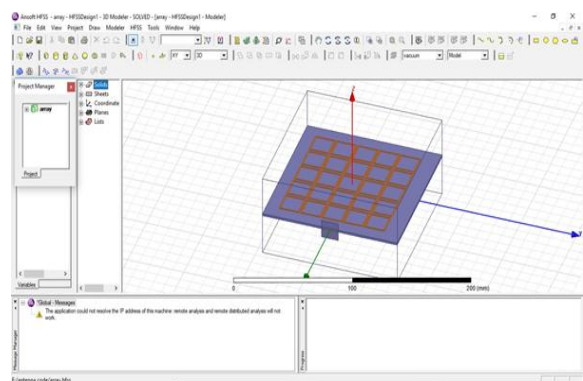 Ansoft HFSS - array - HFSSDesign1 - 3D Modeler - SOLVED - [array - HFSSDesign1 - Modeler]
File Edit View Project Draw Modeler HFSS Tools Window Help
XY 3D vacuum Model
Project Manager
array
Project
Variables
Solids
Sheets
Coordinate
Planes
Lists
0 100 200 (mm)
*Global - Messages
The application could not resolve the IP address of this machine: remote analysis and remote distributed analysis will not
work.
Message Manager
Progress